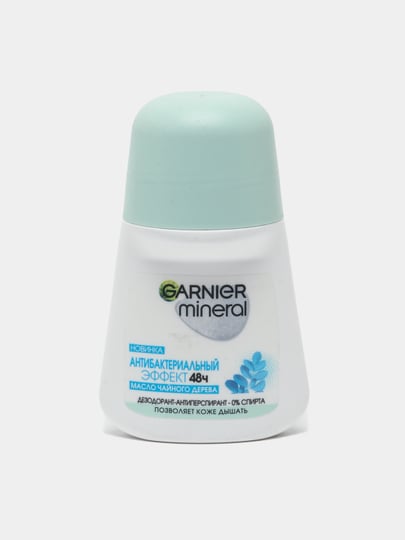 GARNIER
mineral
НОВИНКА
АНТИБАКТЕРИАЛЬНЫЙ
ЭФФЕКТ 48ч
МАСЛО ЧАЙНОГО ДЕРЕВА
ДЕЗОДОРАНТ-АНТИПЕРСПИРАНТ • 0% СПИРТА
ПОЗВОЛЯЕТ КОЖЕ ДЫШАТЬ